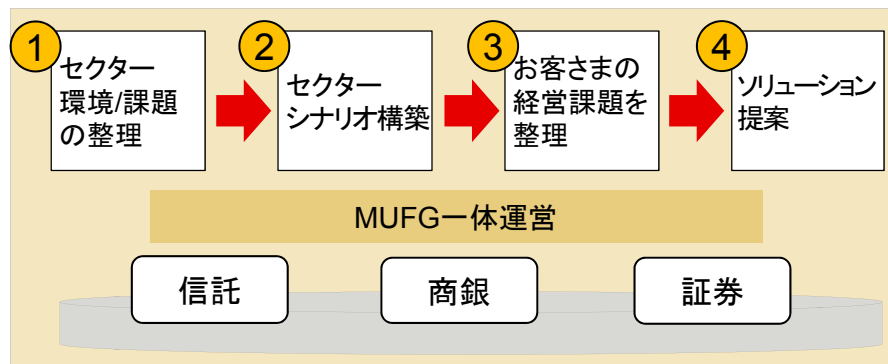 1
セクター
環境/課題
の整理
2
セクター
シナリオ構築
3
お客さまの
経営課題を
整理
4
ソリューション
提案
MUFG一体運営
信託
商銀
証券